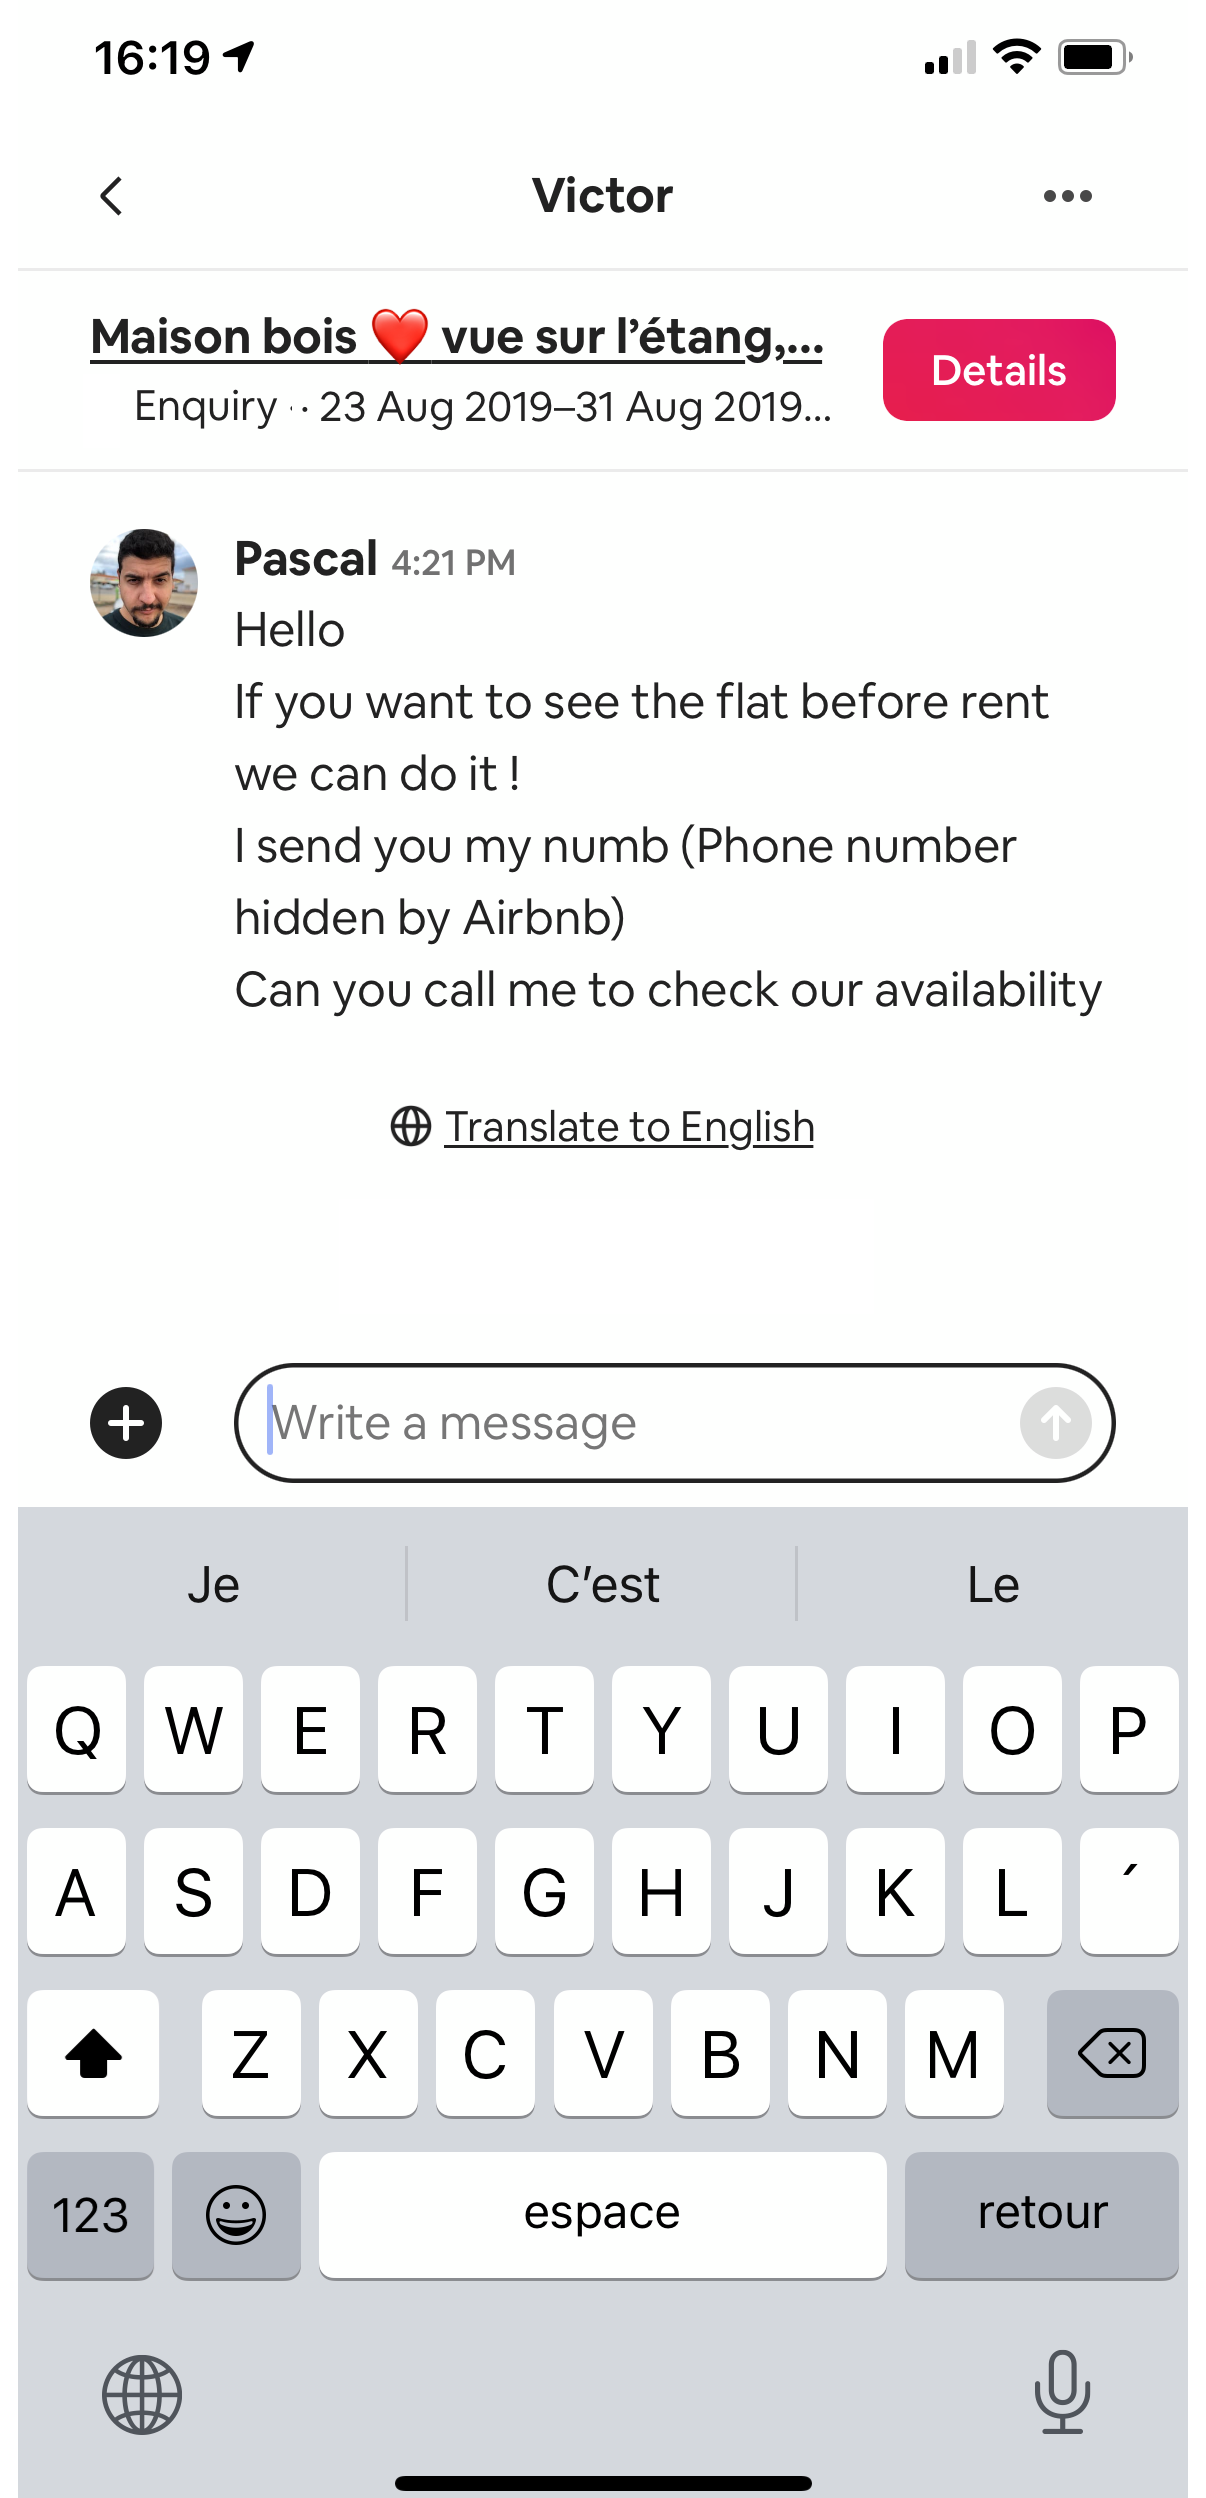 16:19
Victor
Maison bois ❤️ vue sur l’étang,...
Enquiry · · 23 Aug 2019–31 Aug 2019...
Details
Pascal 4:21 PM
Hello
If you want to see the flat before rent
we can do it !
I send you my numb (Phone number
hidden by Airbnb)
Can you call me to check our availability
Translate to English
Write a message
Je C’est Le
Q W E R T Y U I O P
A S D F G H J K L ´
Z X C V B N M
123 espace retour